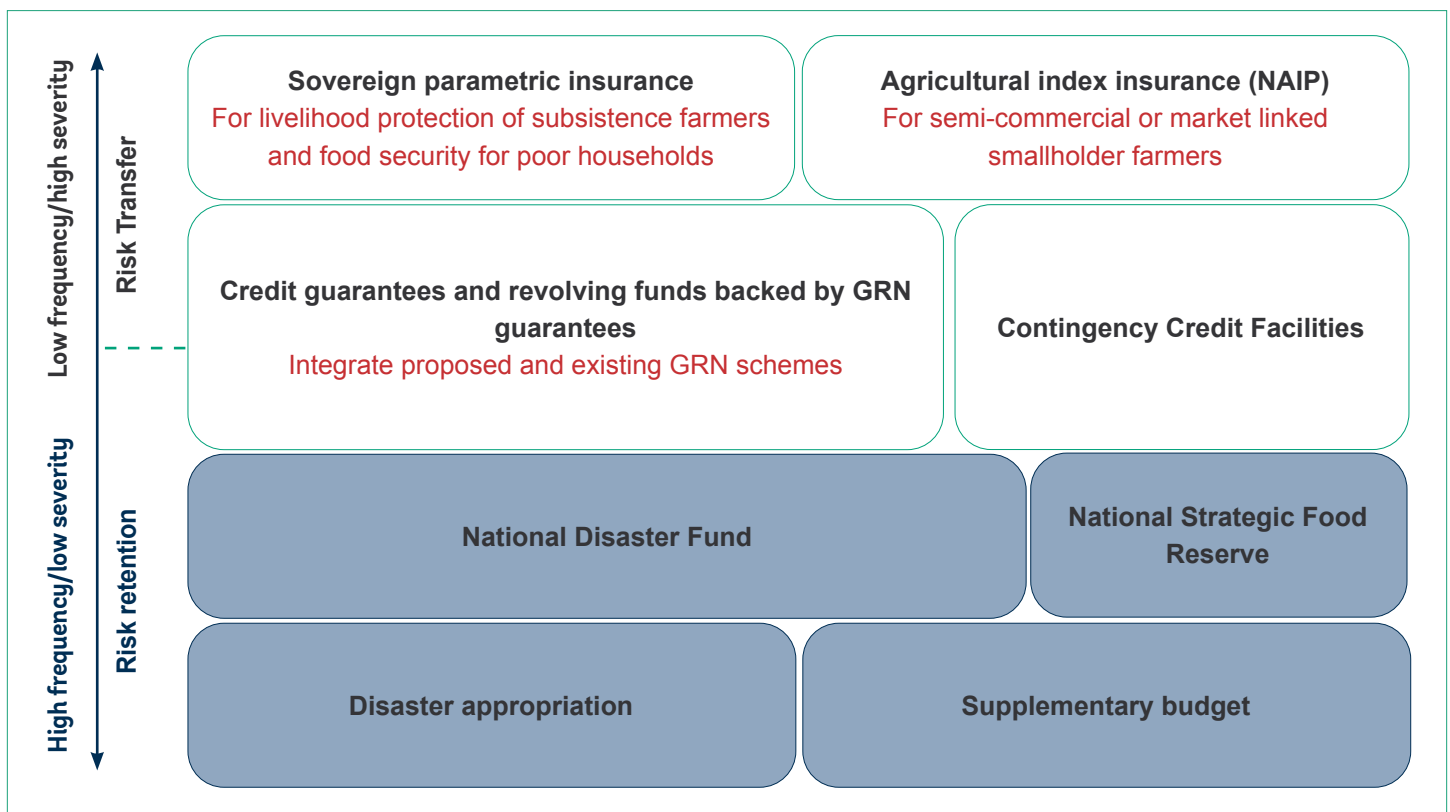 Low frequency/high severity
Risk Transfer
Sovereign parametric insurance
For livelihood protection of subsistence farmers
and food security for poor households
Agricultural index insurance (NAIP)
For semi-commercial or market linked
smallholder farmers
Credit guarantees and revolving funds backed by GRN
guarantees
Integrate proposed and existing GRN schemes
Contingency Credit Facilities
High frequency/low severity
Risk retention
National Disaster Fund
National Strategic Food
Reserve
Disaster appropriation
Supplementary budget